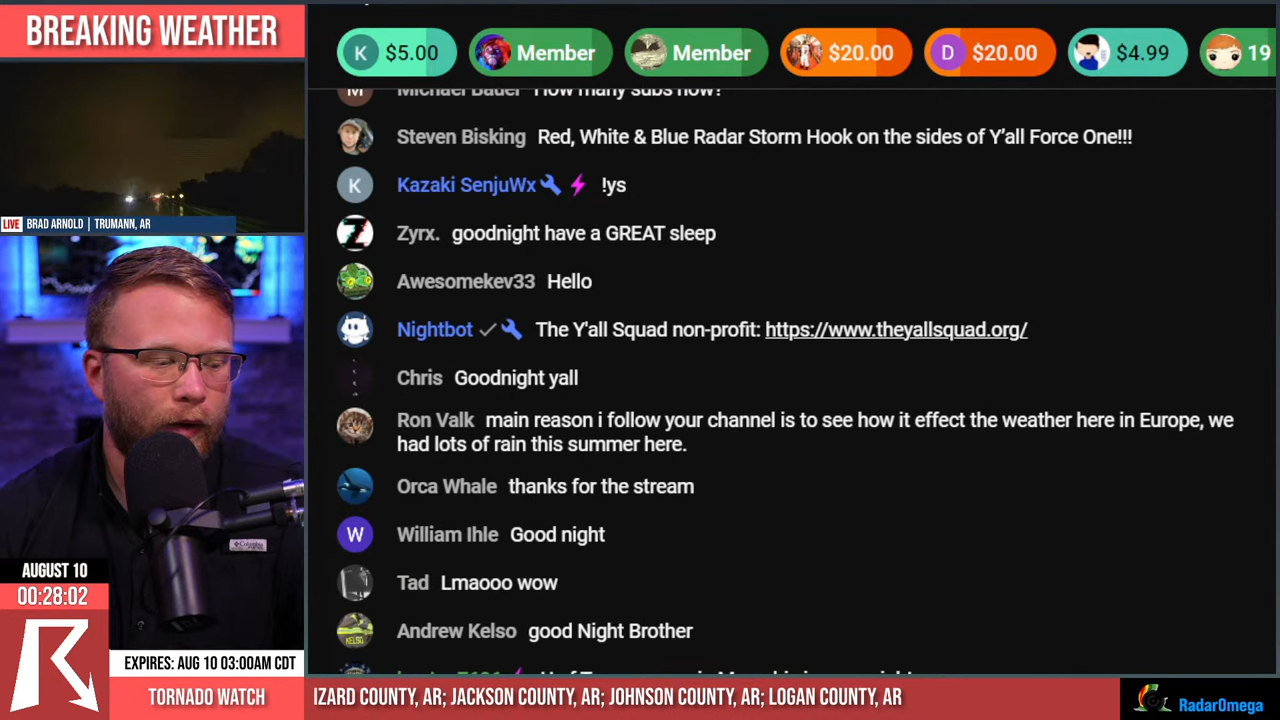 BREAKING WEATHER
K $5.00 Member Member $20.00 D $20.00 $4.99 19
Michael Bauer How many subs now?
Steven Bisking Red, White & Blue Radar Storm Hook on the sides of Y'all Force One!!!
K Kazaki SenjuWx !ys
Zyrx. goodnight have a GREAT sleep
LIVE BRAD ARNOLD | TRUMANN, AR
Awesomekev33 Hello
Nightbot The Y'all Squad non-profit: https://www.theyallsquad.org/
Chris Goodnight yall
Ron Valk main reason i follow your channel is to see how it effect the weather here in Europe, we
had lots of rain this summer here.
Orca Whale thanks for the stream
W William Ihle Good night
Columbia
Tad Lmaooo wow
Andrew Kelso good Night Brother
KELSO
AUGUST 10
00:28:02
EXPIRES: AUG 10 03:00AM CDT
TORNADO WATCH IZARD COUNTY, AR; JACKSON COUNTY, AR; JOHNSON COUNTY, AR; LOGAN COUNTY, AR
RadarOmega